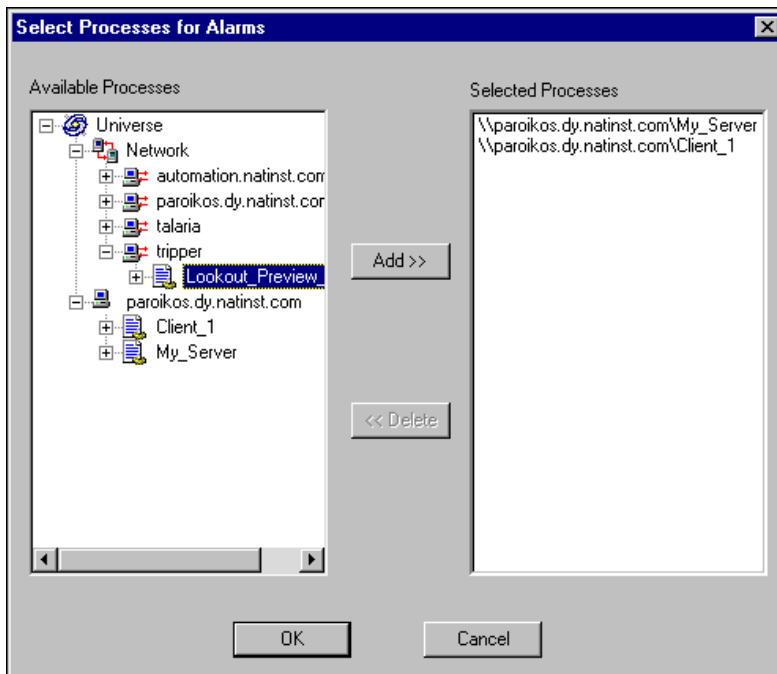 Select Processes for Alarms
Available Processes
Universe
Network
automation.natinst.com
paroikos.dy.natinst.cor
talaria
tripper
Lookout_Preview_
paroikos.dy.natinst.com
Client_1
My_Server
Add >>
<< Delete
Selected Processes
\\paroikos.dy.natinst.com\My_Server
\\paroikos.dy.natinst.com\Client_1
OK
Cancel